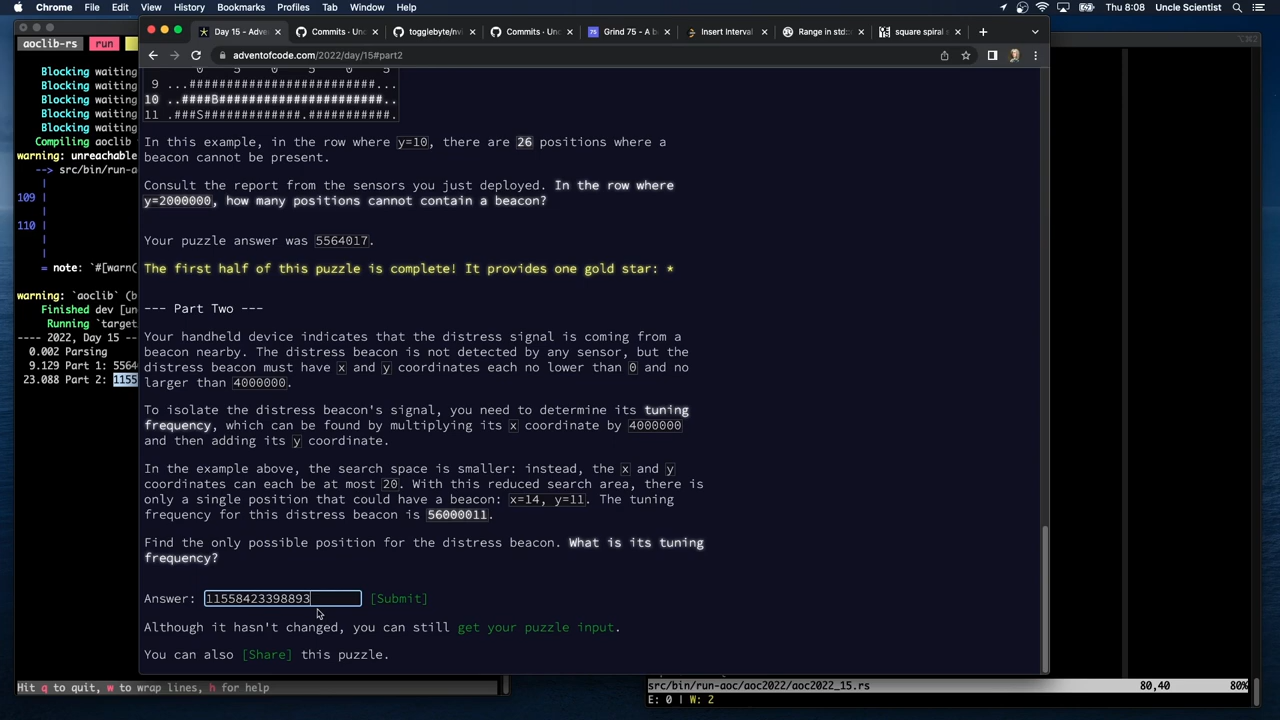 Chrome File Edit View History Bookmarks Profiles Tab Window Help
Thu 8:08 Uncle Scientist
aoclib-rs run
Day 15 - Adve
Commits · Un
togglebyte/nv
Commits · Un
Grind 75 - A b
Insert Interval
Range in std:
square spiral s
adventofcode.com/2022/day/15#part2
Blocking waiting
Blocking waiting
Blocking waiting
Blocking waiting
Blocking waiting
Compiling aoclib
warning: unreachable
--> src/bin/run-a
109 |
110 |
= note: `#[warn(
warning: `aoclib` (b
Finished dev [un
Running `target
---- 2022, Day 15 --
0.002 Parsing
9.129 Part 1: 5564
23.088 Part 2: 1155
Hit q to quit, w to wrap lines, h for help
0 5 0 5 0 5
9 ...#########################...
10 ..####B######################..
11 .###S#############.###########.
In this example, in the row where y=10, there are 26 positions where a
beacon cannot be present.
Consult the report from the sensors you just deployed. In the row where
y=2000000, how many positions cannot contain a beacon?
Your puzzle answer was 5564017.
The first half of this puzzle is complete! It provides one gold star: *
--- Part Two ---
Your handheld device indicates that the distress signal is coming from a
beacon nearby. The distress beacon is not detected by any sensor, but the
distress beacon must have x and y coordinates each no lower than 0 and no
larger than 4000000.
To isolate the distress beacon's signal, you need to determine its tuning
frequency, which can be found by multiplying its x coordinate by 4000000
and then adding its y coordinate.
In the example above, the search space is smaller: instead, the x and y
coordinates can each be at most 20. With this reduced search area, there is
only a single position that could have a beacon: x=14, y=11. The tuning
frequency for this distress beacon is 56000011.
Find the only possible position for the distress beacon. What is its tuning
frequency?
Answer: 11558423398893 [Submit]
Although it hasn't changed, you can still get your puzzle input.
You can also [Share] this puzzle.
src/bin/run-aoc/aoc2022/aoc2022_15.rs 80,40 80%
E: 0 | W: 2